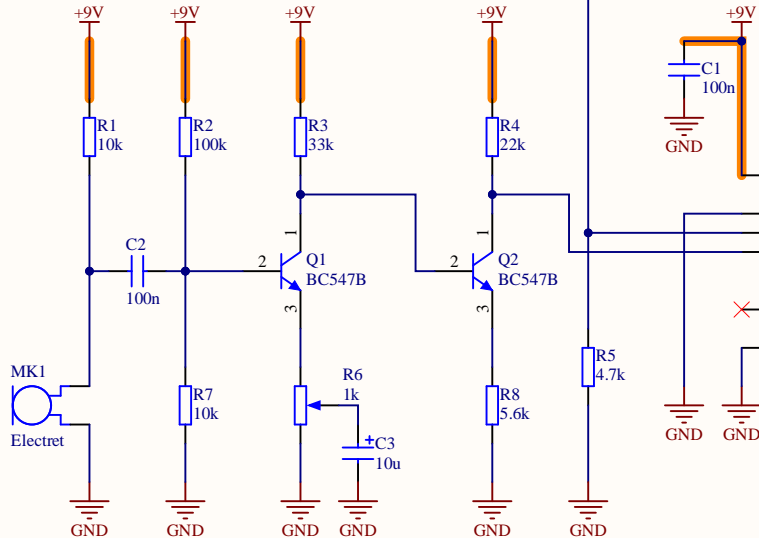 +9V
+9V
+9V
+9V
+9V
C1
100n
GND
R1
10k
R2
100k
R3
33k
R4
22k
1
1
C2
100n
2
Q1
BC547B
2
Q2
BC547B
3
3
MK1
Electret
R7
10k
R6
1k
+
C3
10u
R8
5.6k
R5
4.7k
GND
GND
GND
GND
GND
GND
GND
GND